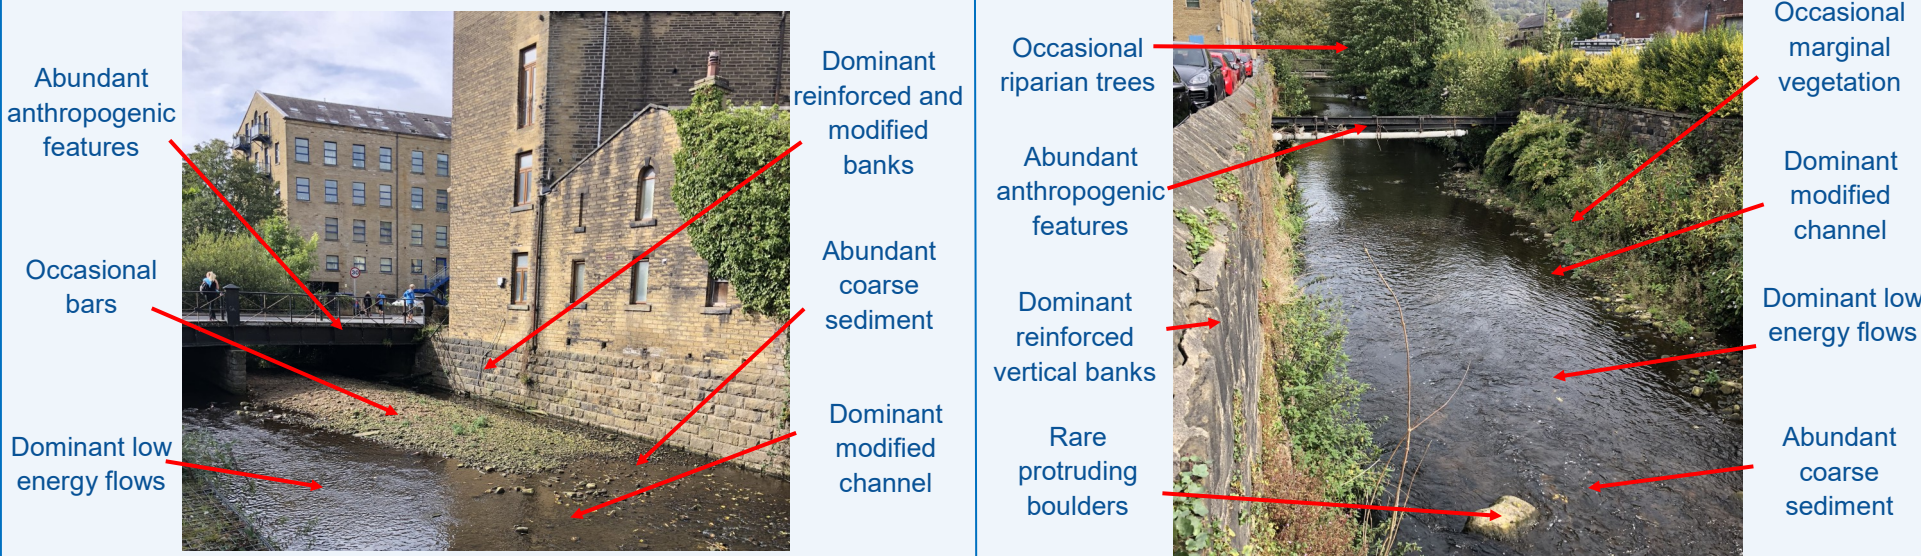 Abundant
anthropogenic
features
Occasional
bars
Dominant low
energy flows
Dominant
reinforced and
modified
banks
Abundant
coarse
sediment
Dominant
modified
channel
Occasional
riparian trees
Abundant
anthropogenic
features
Dominant
reinforced
vertical banks
Rare
protruding
boulders
Occasional
marginal
vegetation
Dominant
modified
channel
Dominant low
energy flows
Abundant
coarse
sediment